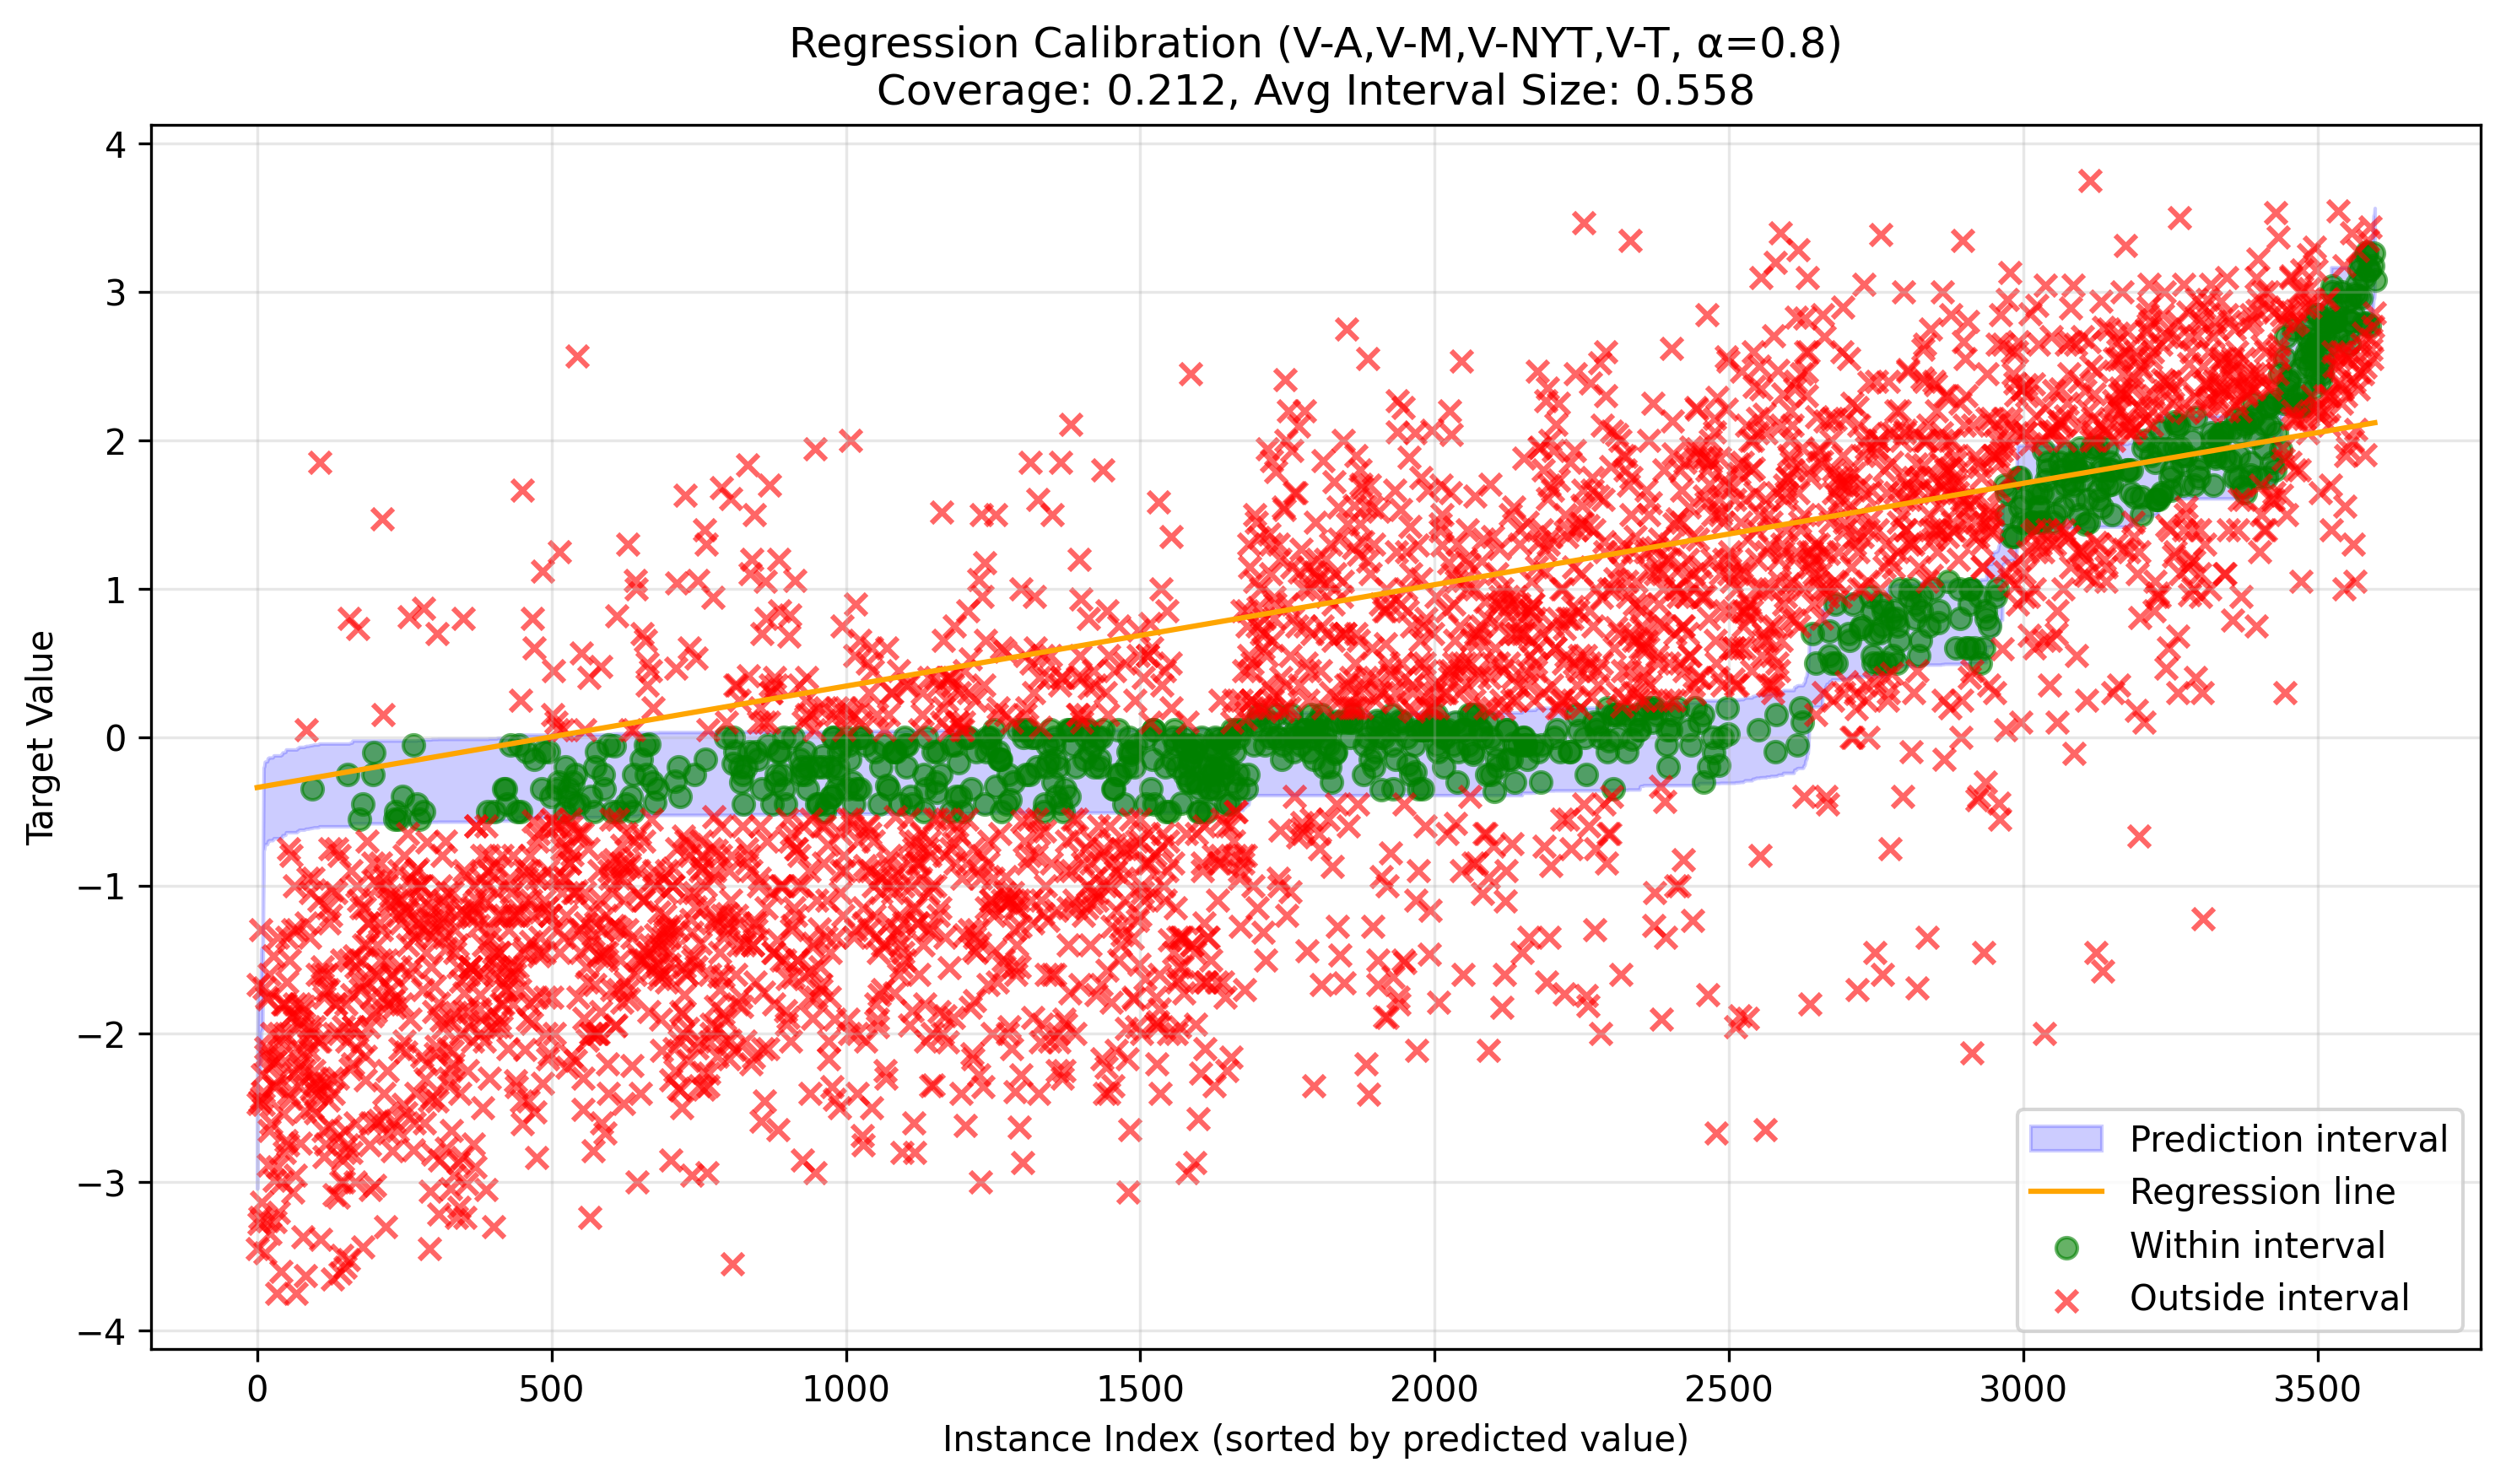 Regression Calibration (V-A,V-M,V-NYT,V-T, α=0.8)
Coverage: 0.212, Avg Interval Size: 0.558
Target Value
4
3
2
1
0
−1
−2
−3
−4
0 500 1000 1500 2000 2500 3000 3500
Instance Index (sorted by predicted value)
Prediction interval
Regression line
Within interval
Outside interval